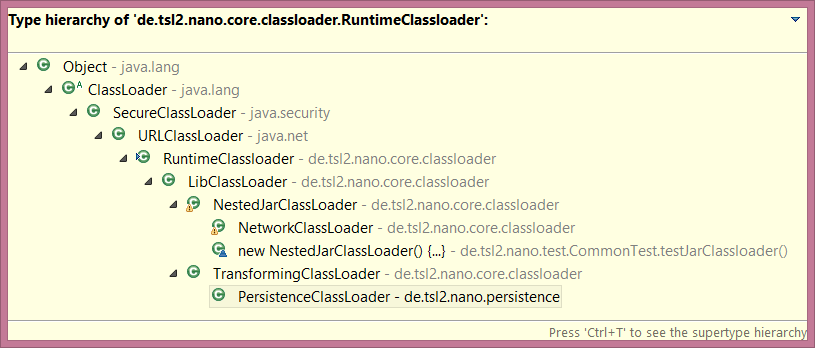 Type hierarchy of 'de.tsl2.nano.core.classloader.RuntimeClassloader':
Object - java.lang
ClassLoader - java.lang
SecureClassLoader - java.security
URLClassLoader - java.net
RuntimeClassloader - de.tsl2.nano.core.classloader
LibClassLoader - de.tsl2.nano.core.classloader
NestedJarClassLoader - de.tsl2.nano.core.classloader
NetworkClassLoader - de.tsl2.nano.core.classloader
new NestedJarClassLoader() {...} - de.tsl2.nano.test.CommonTest.testJarClassloader()
TransformingClassLoader - de.tsl2.nano.core.classloader
PersistenceClassLoader - de.tsl2.nano.persistence
Press 'Ctrl+T' to see the supertype hierarchy